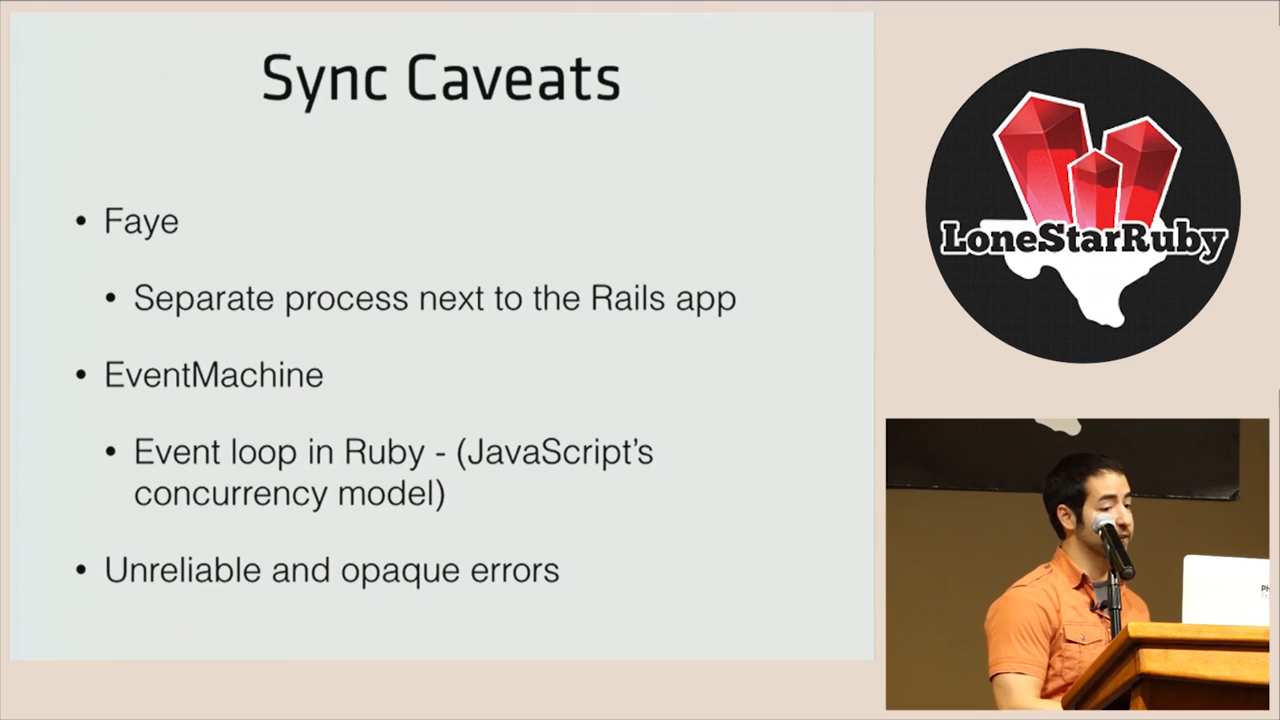 Sync Caveats
• Faye
• Separate process next to the Rails app
• EventMachine
• Event loop in Ruby - (JavaScript's
concurrency model)
• Unreliable and opaque errors
LoneStarRuby